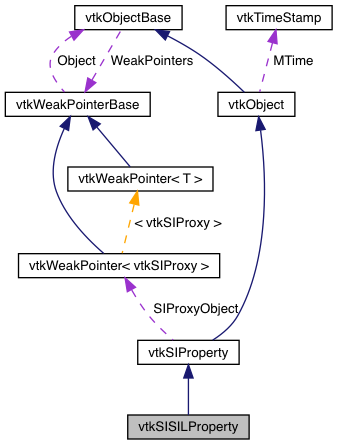 vtkObjectBase
vtkTimeStamp
Object
WeakPointers
MTime
vtkWeakPointerBase
vtkObject
vtkWeakPointer< T >
< vtkSIProxy >
vtkWeakPointer< vtkSIProxy >
SIProxyObject
vtkSIProperty
vtkSISILProperty